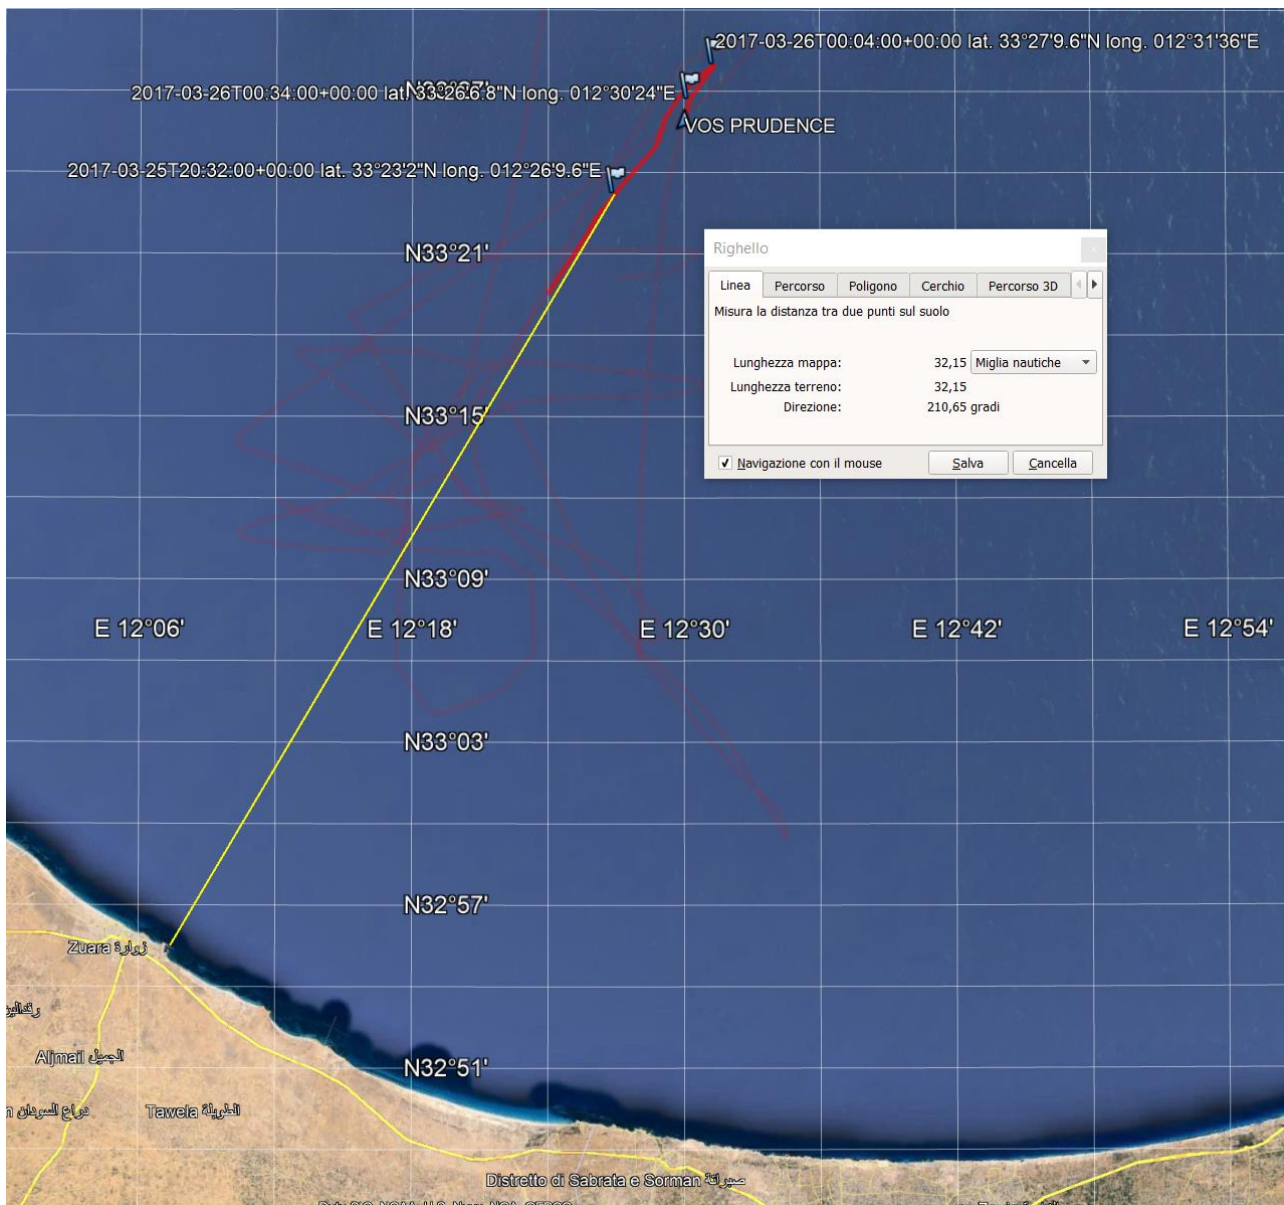 2017-03-26T00:04:00+00:00 lat. 33°27'9.6"N long. 012°31'36"E
2017-03-26T00:34:00+00:00 lat. 33°26'6.8"N long. 012°30'24"E
VOS PRUDENCE
2017-03-25T20:32:00+00:00 lat. 33°23'2"N long. 012°26'9.6"E
N33°21'
Righello
Linea Percorso Poligono Cerchio Percorso 3D
Misura la distanza tra due punti sul suolo
Lunghezza mappa: 32,15 Miglia nautiche
Lunghezza terreno: 32,15
Direzione: 210,65 gradi
Navigazione con il mouse Salva Cancella
N33°15'
N33°09'
E 12°06' E 12°18' E 12°30' E 12°42' E 12°54'
N33°03'
N32°57'
Zuara زوارة
رقدالين
Aljmail الجميل
N32°51'
دراع السودان
Tawela الطويلة
Distretto di Sabrata e Sorman صبراتة